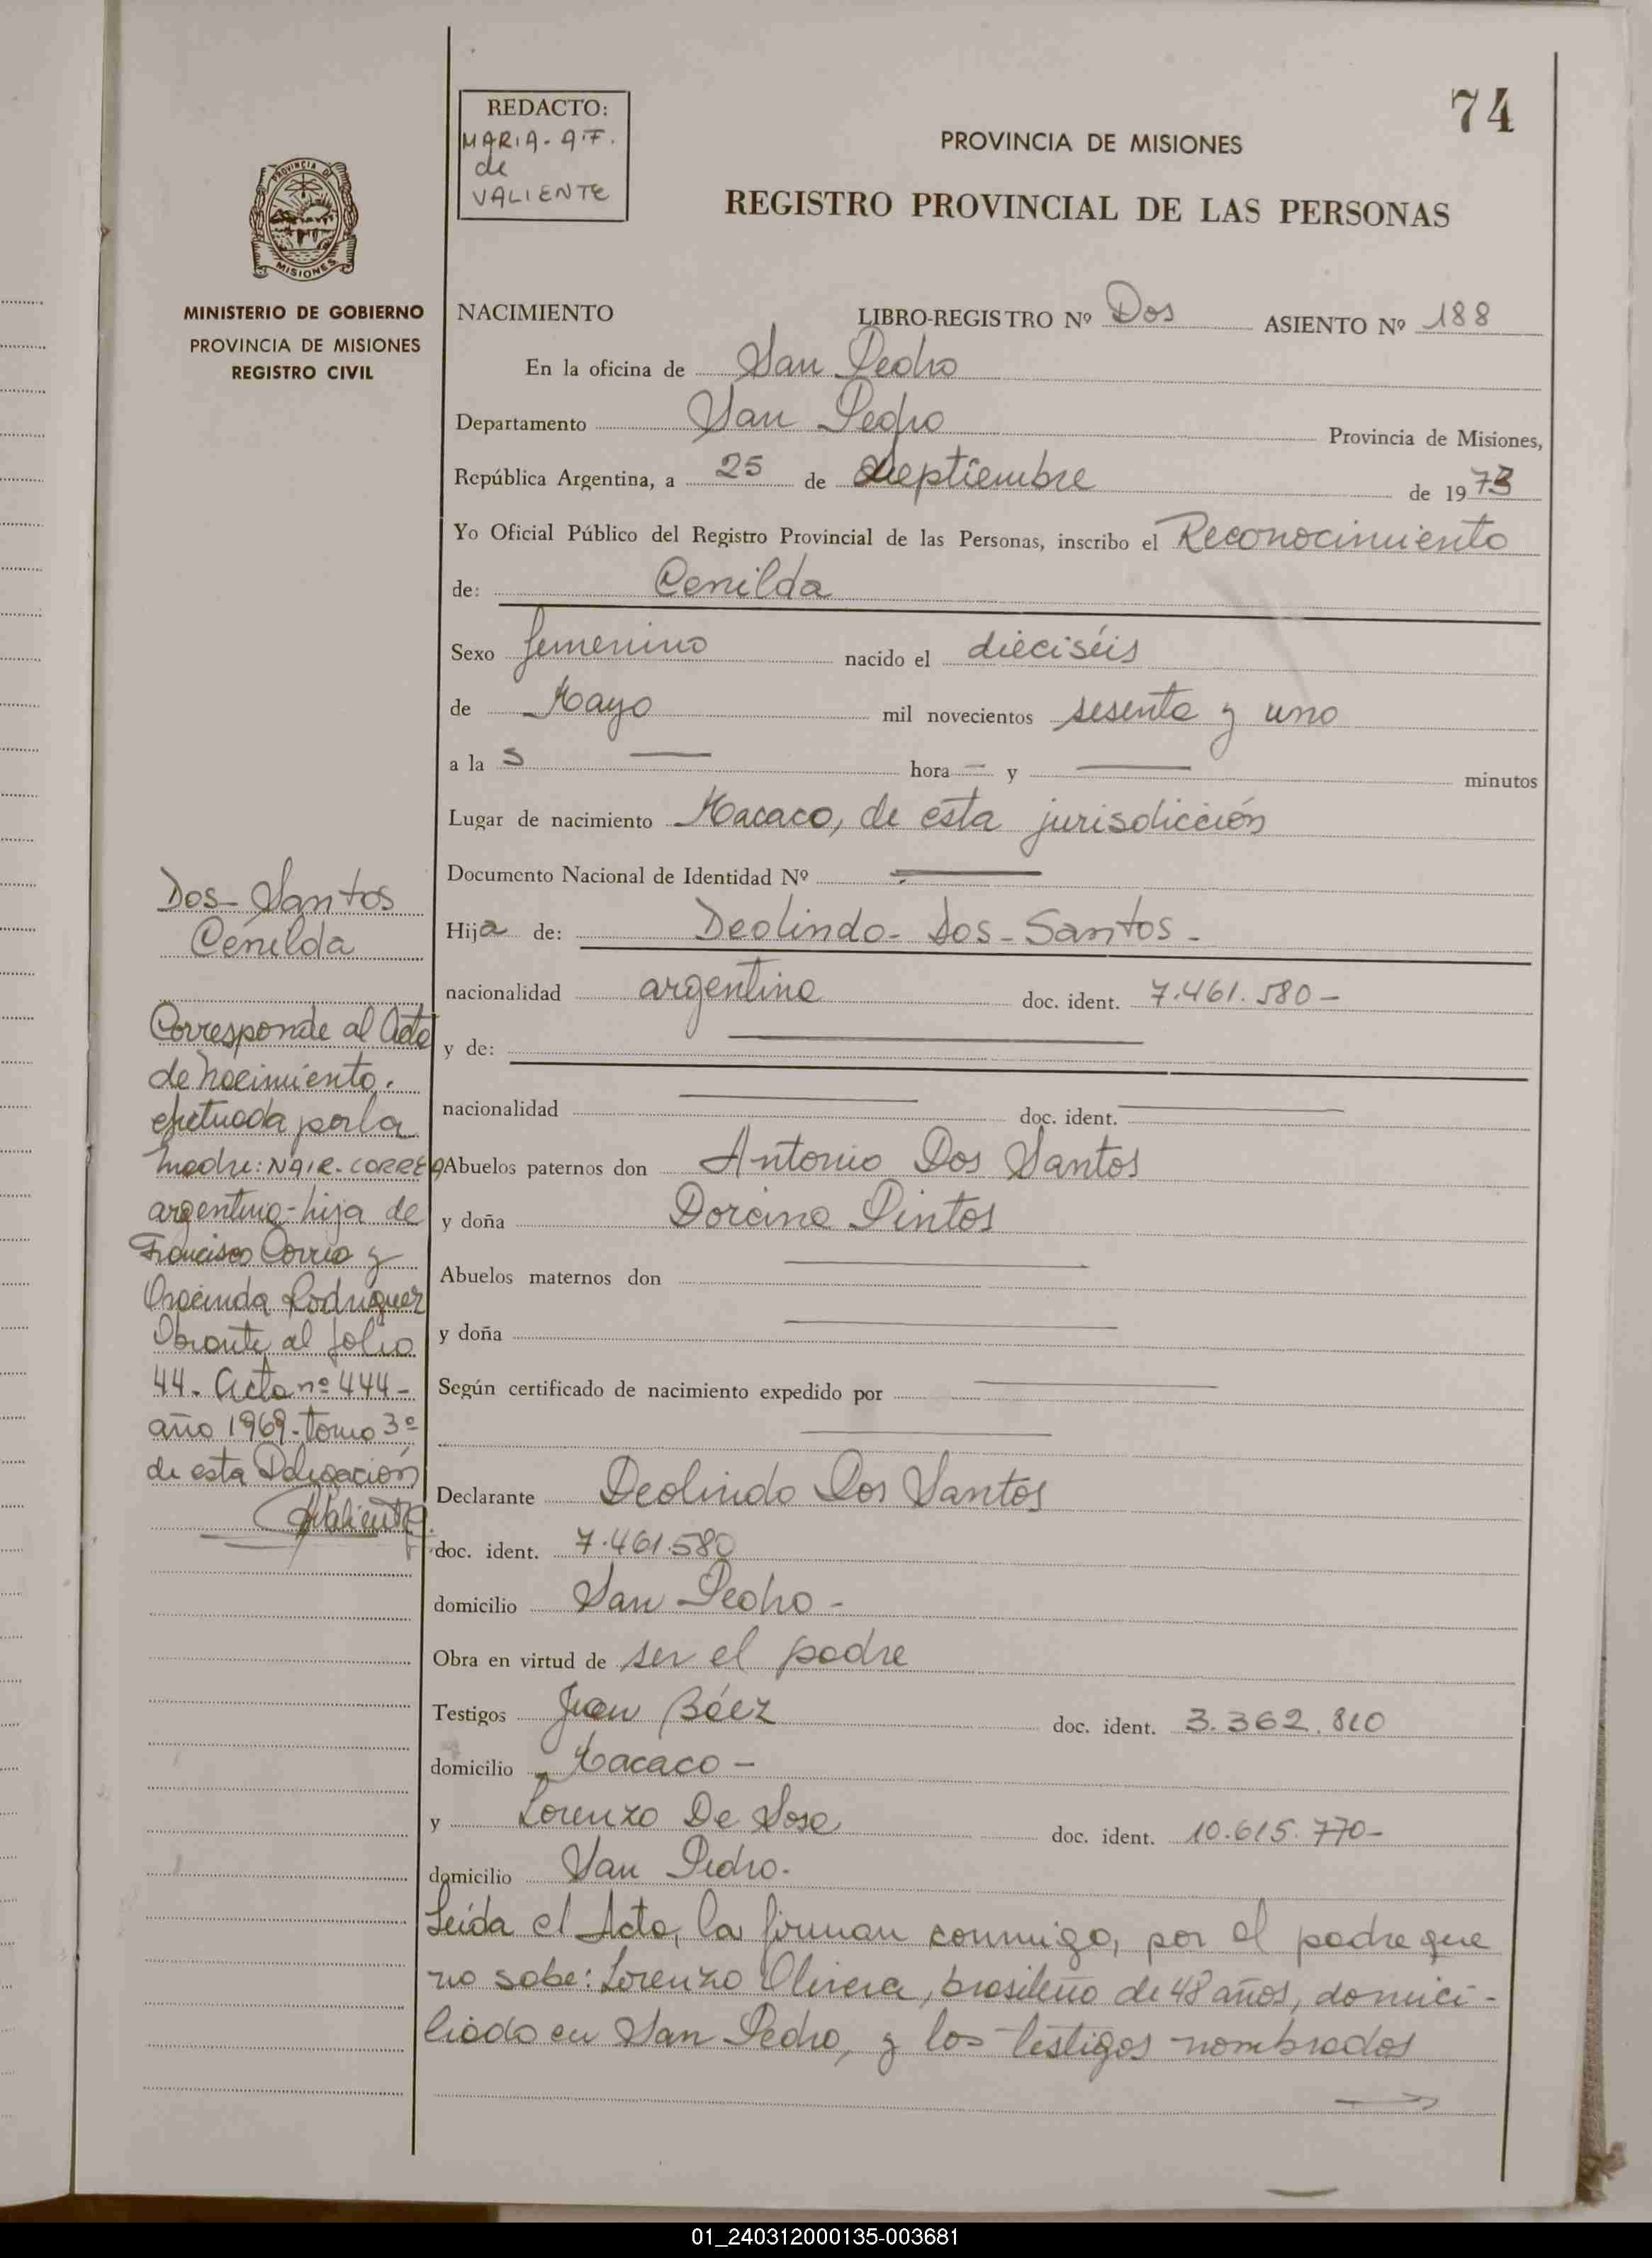 74
REDACTO:
MARIA-A.F.
de
VALIENTE
PROVINCIA DE MISIONES
REGISTRO PROVINCIAL DE LAS PERSONAS
PROVINCIA DE
MISIONES
MINISTERIO DE GOBIERNO
PROVINCIA DE MISIONES
REGISTRO CIVIL
NACIMIENTO LIBRO-REGISTRO Nº Dos ASIENTO Nº 188
En la oficina de San Pedro
Departamento San Pedro Provincia de Misiones,
República Argentina, a 25 de Septiembre de 1973
Yo Oficial Público del Registro Provincial de las Personas, inscribo el Reconocimiento
de: Cenilda
Sexo femenino nacido el dieciséis
de Mayo mil novecientos sesenta y uno
a la s — hora — y — minutos
Lugar de nacimiento Macaco, de esta jurisdicción
Documento Nacional de Identidad Nº —
Hija de: Deolindo - Dos - Santos -
nacionalidad argentina doc. ident. 7.461.580 -
y de: —
nacionalidad — doc. ident. —
Abuelos paternos don Antonio Dos Santos
y doña Dorcina Pintos
Abuelos maternos don —
y doña —
Según certificado de nacimiento expedido por —
—
Declarante Deolindo Dos Santos
doc. ident. 7.461.580
domicilio San Pedro -
Obra en virtud de ser el padre
Testigos Juan Báez doc. ident. 3.362.810
domicilio Macaco -
y Lorenzo De Sosa doc. ident. 10.615.770-
domicilio San Pedro.
Leída el Acta, la firman conmigo, por el padre que
no sabe: Lorenzo Olivera, brasileño de 48 años, domici-
liado en San Pedro, y los testigos nombrados
Dos- Santos
Cenilda
Corresponde al Acta
de Nacimiento.
efectuada por la
Madre: NAIR-CORREA
argentina - hija de
Francisco Correa y
Rodriguez
Obrante al folio
44. Acta nº 444-
año 1969- tomo 3º
de esta Delegación
AValiente
01_240312000135-003681